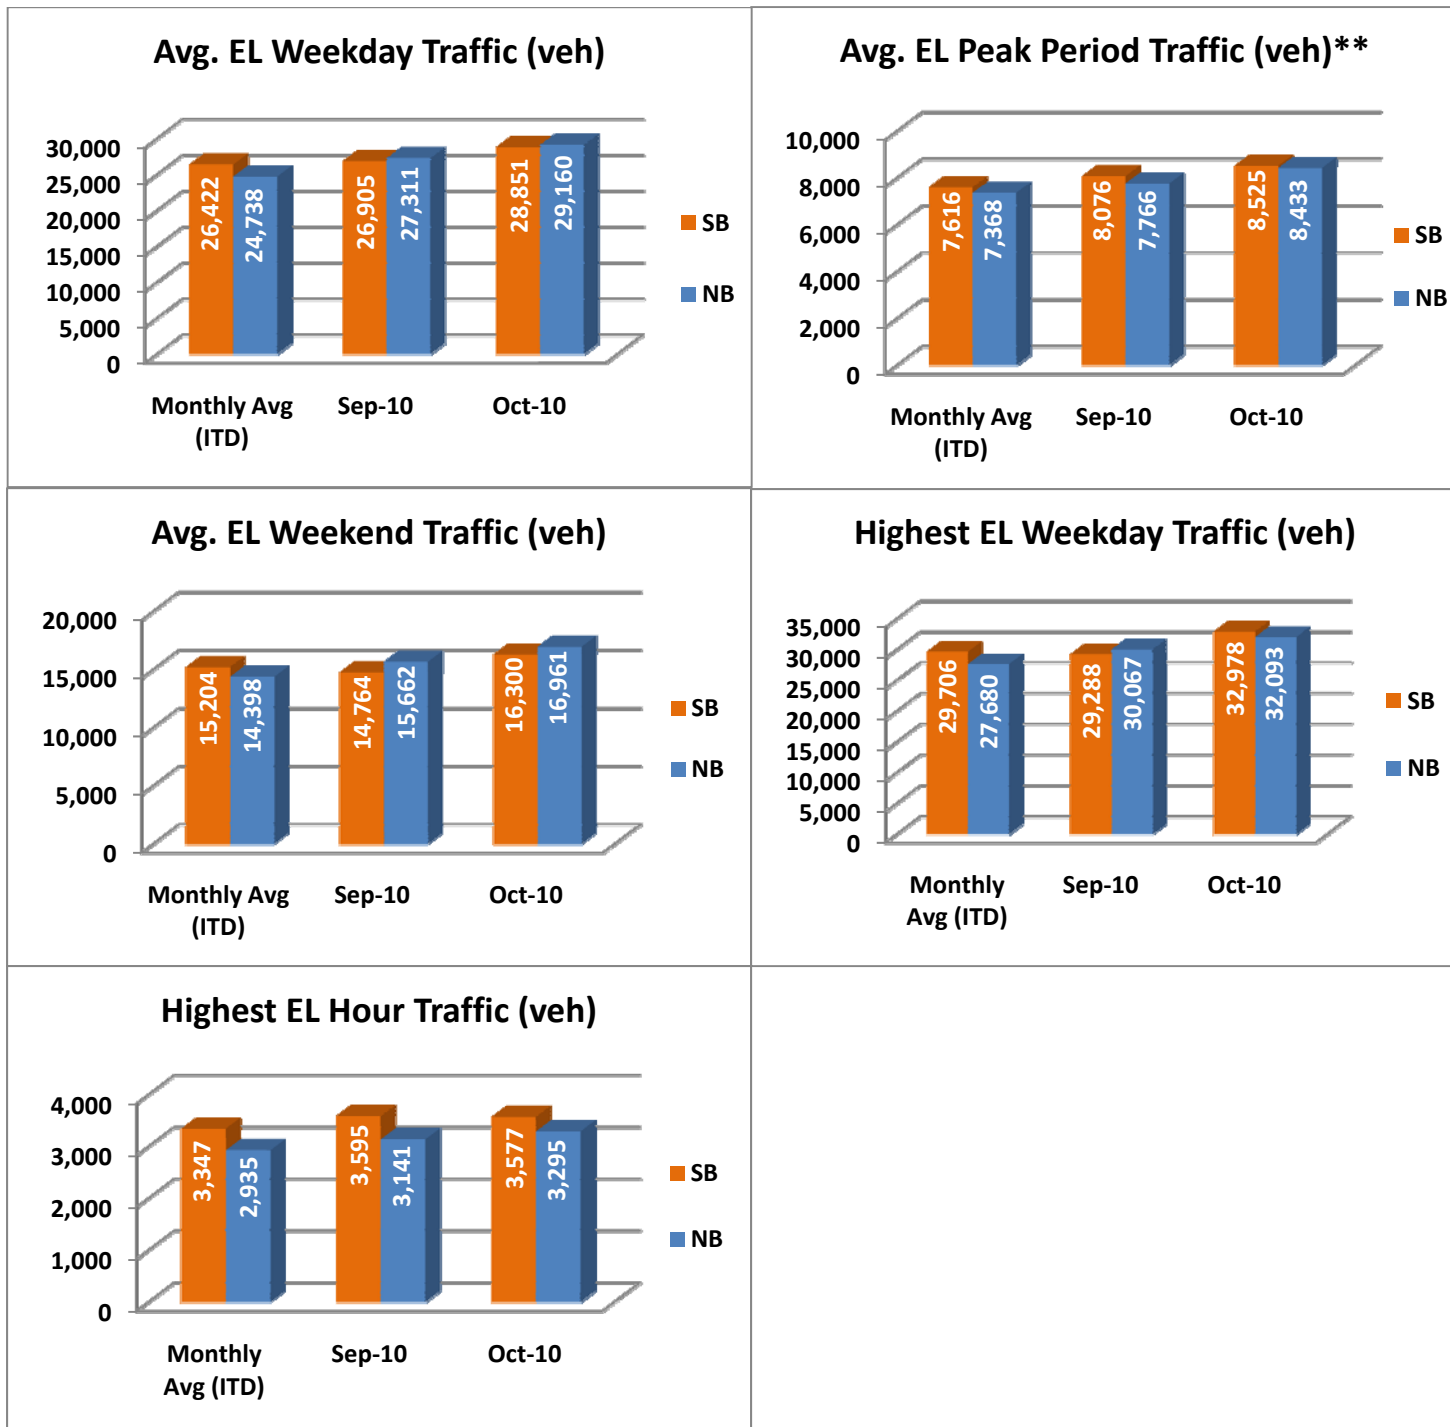 Avg. EL Weekday Traffic (veh)
30,000
25,000
20,000
15,000
10,000
5,000
0
26,422
24,738
26,905
27,311
28,851
29,160
SB
NB
Monthly Avg
(ITD)
Sep-10
Oct-10
Avg. EL Peak Period Traffic (veh)**
10,000
8,000
6,000
4,000
2,000
0
7,616
7,368
8,076
7,766
8,525
8,433
SB
NB
Monthly Avg
(ITD)
Sep-10
Oct-10
Avg. EL Weekend Traffic (veh)
20,000
15,000
10,000
5,000
0
15,204
14,398
14,764
15,662
16,300
16,961
SB
NB
Monthly Avg
(ITD)
Sep-10
Oct-10
Highest EL Weekday Traffic (veh)
35,000
30,000
25,000
20,000
15,000
10,000
5,000
0
29,706
27,680
29,288
30,067
32,978
32,093
SB
NB
Monthly
Avg (ITD)
Sep-10
Oct-10
Highest EL Hour Traffic (veh)
4,000
3,000
2,000
1,000
0
3,347
2,935
3,595
3,141
3,577
3,295
SB
NB
Monthly
Avg (ITD)
Sep-10
Oct-10